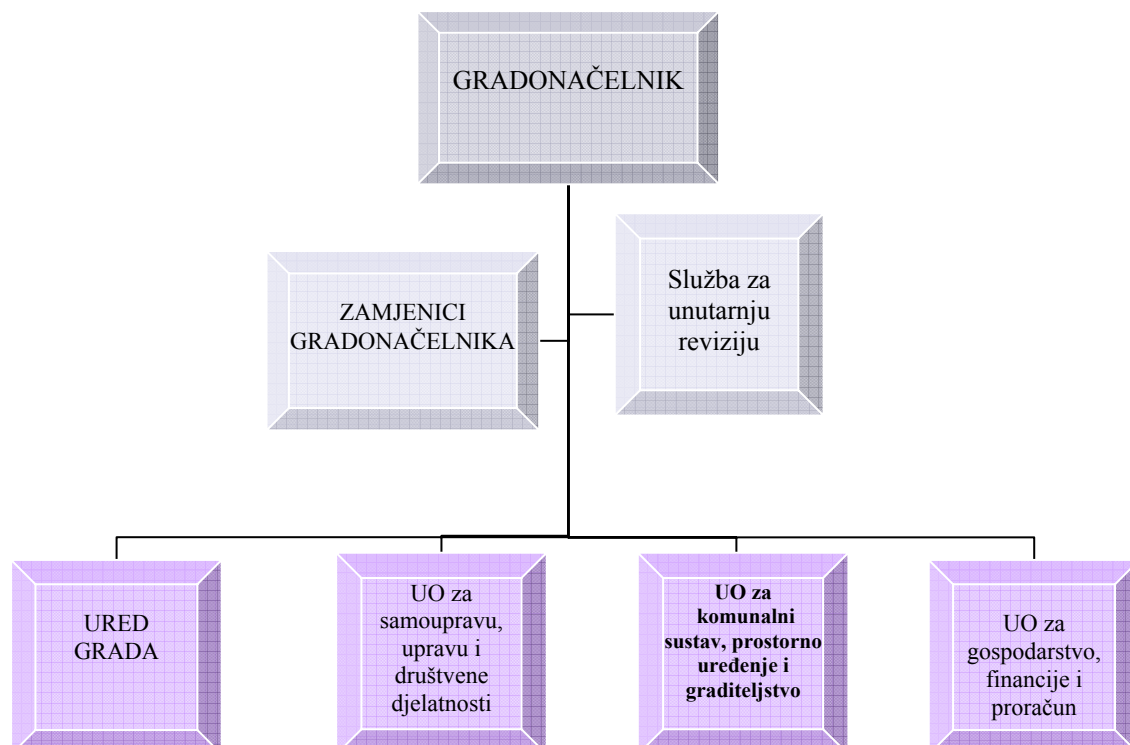 GRADONAČELNIK
ZAMJENICI
GRADONAČELNIKA
Služba za
unutarnju
reviziju
URED
GRADA
UO za
samoupravu,
upravu i
društvene
djelatnosti
UO za
komunalni
sustav, prostorno
uređenje i
graditeljstvo
UO za
gospodarstvo,
financije i
proračun